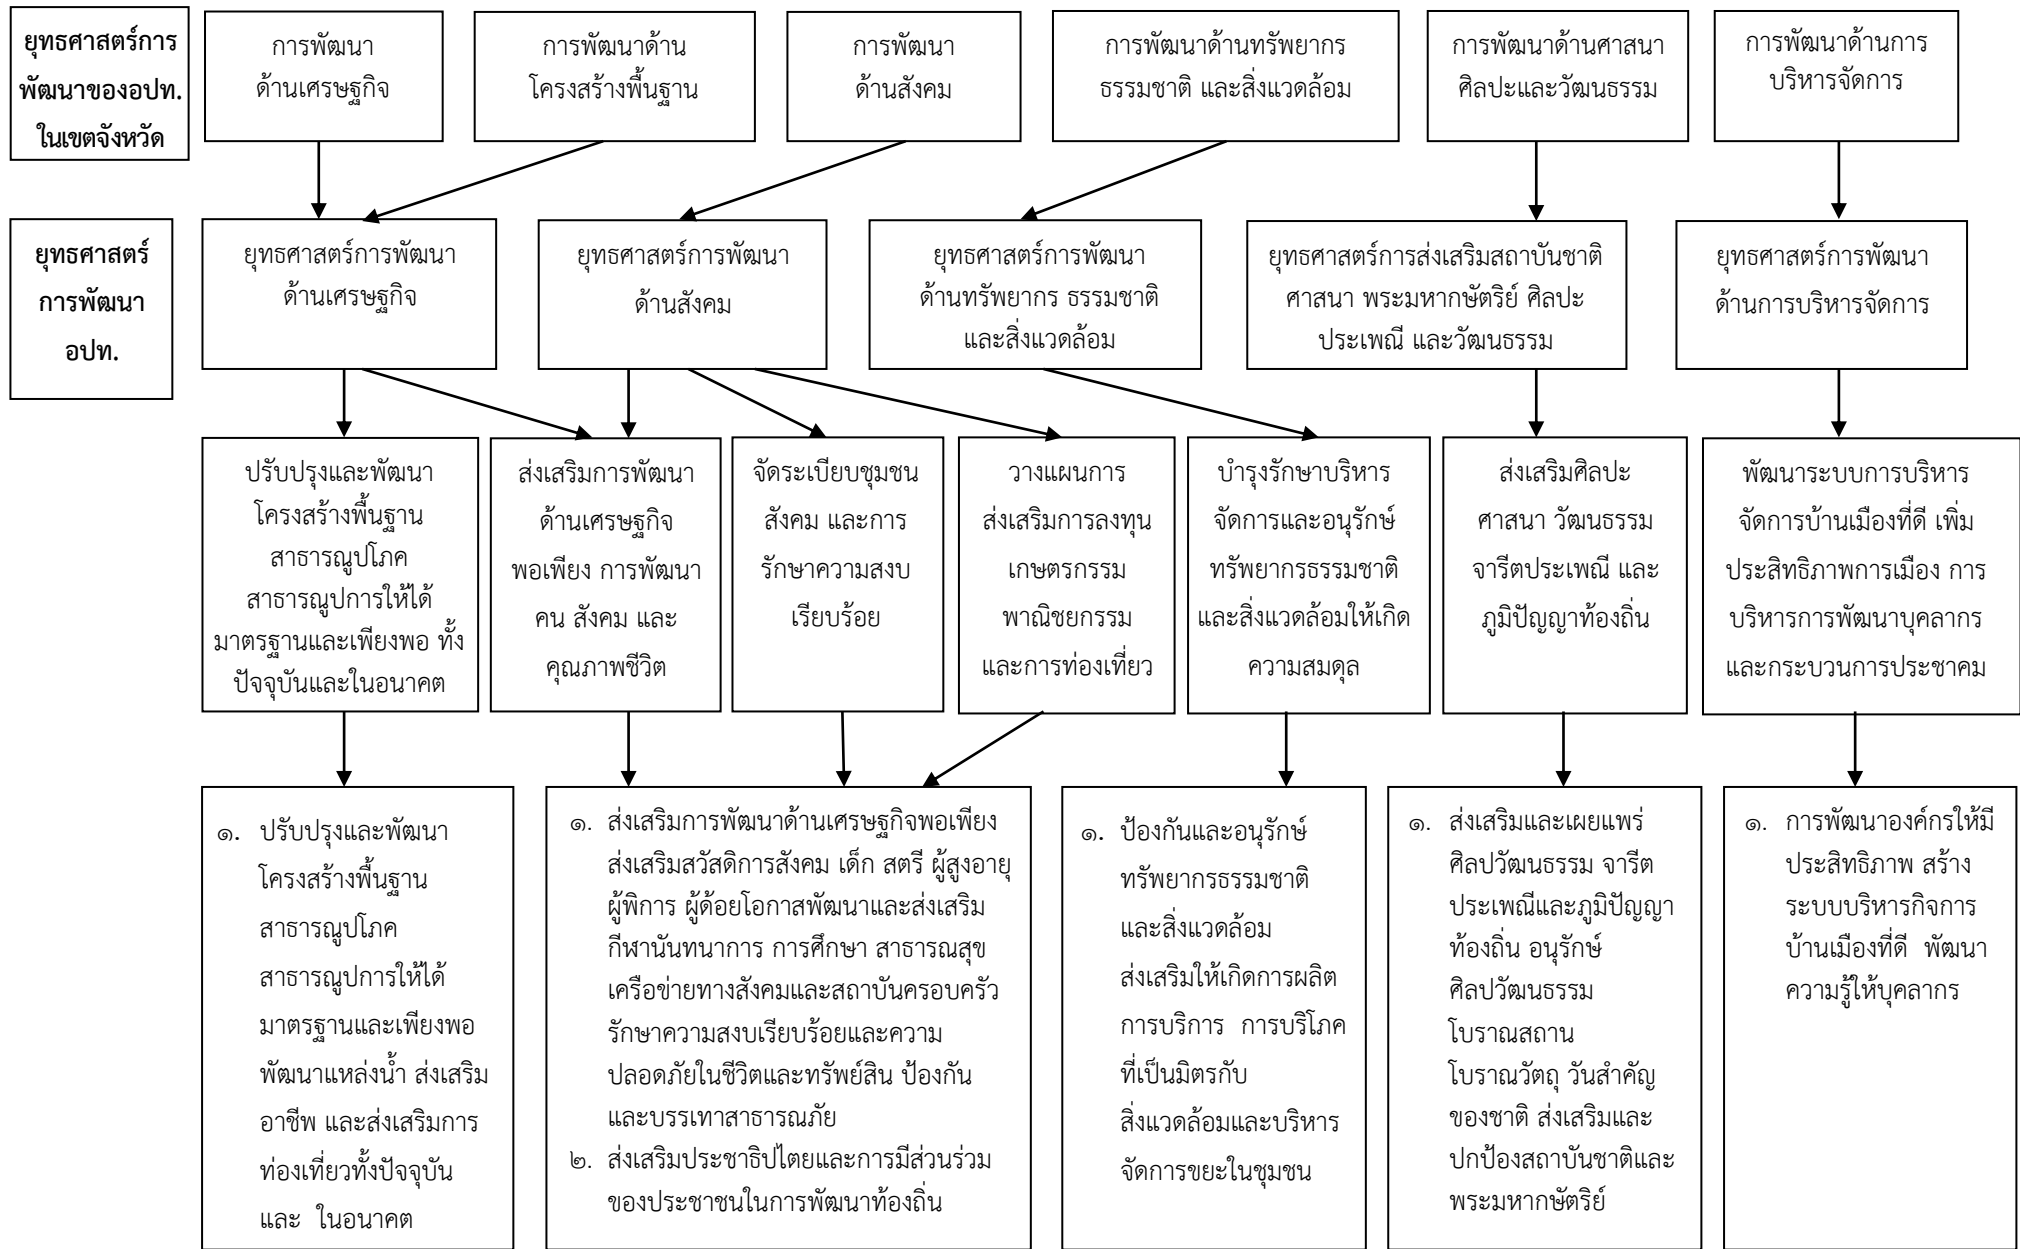 ยุทธศาสตร์การ
พัฒนาของอปท.
ในเขตจังหวัด
การพัฒนา
ด้านเศรษฐกิจ
การพัฒนาด้าน
โครงสร้างพื้นฐาน
การพัฒนา
ด้านสังคม
การพัฒนาด้านทรัพยากร
ธรรมชาติ และสิ่งแวดล้อม
การพัฒนาด้านศาสนา
ศิลปะและวัฒนธรรม
การพัฒนาด้านการ
บริหารจัดการ
ยุทธศาสตร์
การพัฒนา
อปท.
ยุทธศาสตร์การพัฒนา
ด้านเศรษฐกิจ
ยุทธศาสตร์การพัฒนา
ด้านสังคม
ยุทธศาสตร์การพัฒนา
ด้านทรัพยากร ธรรมชาติ
และสิ่งแวดล้อม
ยุทธศาสตร์การส่งเสริมสถาบันชาติ
ศาสนา พระมหากษัตริย์ ศิลปะ
ประเพณี และวัฒนธรรม
ยุทธศาสตร์การพัฒนา
ด้านการบริหารจัดการ
ปรับปรุงและพัฒนา
โครงสร้างพื้นฐาน
สาธารณูปโภค
สาธารณูปการให้ได้
มาตรฐานและเพียงพอ ทั้ง
ปัจจุบันและในอนาคต
ส่งเสริมการพัฒนา
ด้านเศรษฐกิจ
พอเพียง การพัฒนา
คน สังคม และ
คุณภาพชีวิต
จัดระเบียบชุมชน
สังคม และการ
รักษาความสงบ
เรียบร้อย
วางแผนการ
ส่งเสริมการลงทุน
เกษตรกรรม
พาณิชยกรรม
และการท่องเที่ยว
บำรุงรักษาบริหาร
จัดการและอนุรักษ์
ทรัพยากรธรรมชาติ
และสิ่งแวดล้อมให้เกิด
ความสมดุล
ส่งเสริมศิลปะ
ศาสนา วัฒนธรรม
จารีตประเพณี และ
ภูมิปัญญาท้องถิ่น
พัฒนาระบบการบริหาร
จัดการบ้านเมืองที่ดี เพิ่ม
ประสิทธิภาพการเมือง การ
บริหารการพัฒนาบุคลากร
และกระบวนการประชาคม
๑. ปรับปรุงและพัฒนา
โครงสร้างพื้นฐาน
สาธารณูปโภค
สาธารณูปการให้ได้
มาตรฐานและเพียงพอ
พัฒนาแหล่งน้ำ ส่งเสริม
อาชีพ และส่งเสริมการ
ท่องเที่ยวทั้งปัจจุบัน
และ ในอนาคต
๑. ส่งเสริมการพัฒนาด้านเศรษฐกิจพอเพียง
ส่งเสริมสวัสดิการสังคม เด็ก สตรี ผู้สูงอายุ
ผู้พิการ ผู้ด้อยโอกาสพัฒนาและส่งเสริม
กีฬานันทนาการ การศึกษา สาธารณสุข
เครือข่ายทางสังคมและสถาบันครอบครัว
รักษาความสงบเรียบร้อยและความ
ปลอดภัยในชีวิตและทรัพย์สิน ป้องกัน
และบรรเทาสาธารณภัย
๒. ส่งเสริมประชาธิปไตยและการมีส่วนร่วม
ของประชาชนในการพัฒนาท้องถิ่น
๑. ป้องกันและอนุรักษ์
ทรัพยากรธรรมชาติ
และสิ่งแวดล้อม
ส่งเสริมให้เกิดการผลิต
การบริการ การบริโภค
ที่เป็นมิตรกับ
สิ่งแวดล้อมและบริหาร
จัดการขยะในชุมชน
๑. ส่งเสริมและเผยแพร่
ศิลปวัฒนธรรม จารีต
ประเพณีและภูมิปัญญา
ท้องถิ่น อนุรักษ์
ศิลปวัฒนธรรม
โบราณสถาน
โบราณวัตถุ วันสำคัญ
ของชาติ ส่งเสริมและ
ปกป้องสถาบันชาติและ
พระมหากษัตริย์
๑. การพัฒนาองค์กรให้มี
ประสิทธิภาพ สร้าง
ระบบบริหารกิจการ
บ้านเมืองที่ดี พัฒนา
ความรู้ให้บุคลากร